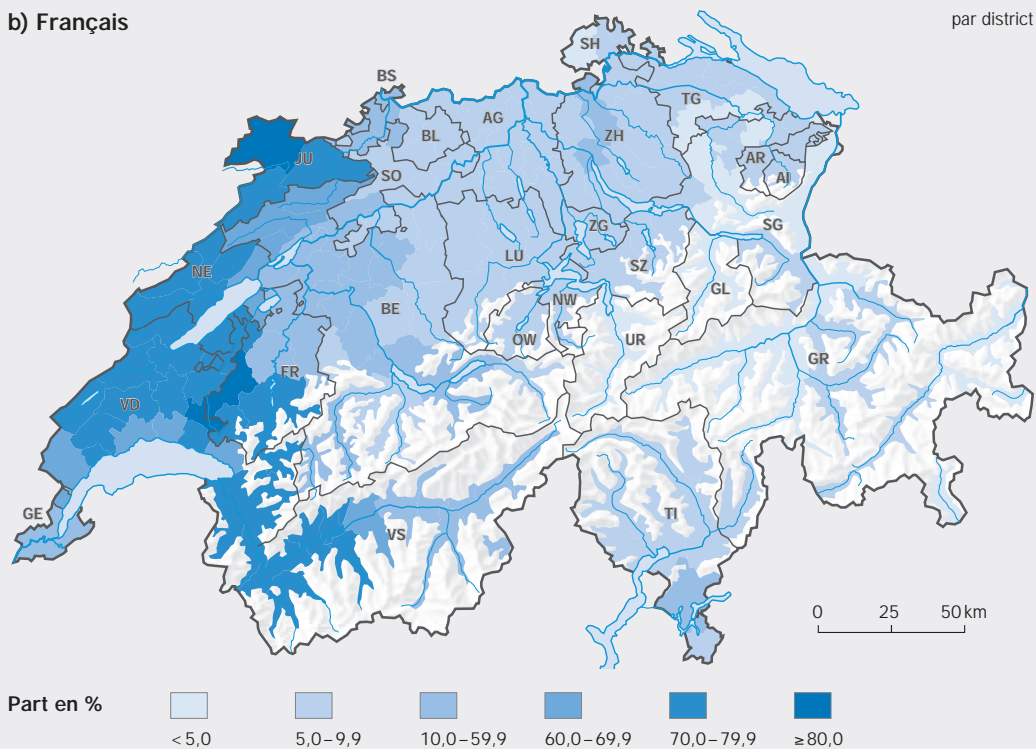 b) Français
par district
SH
BS
TG
BL
AG
ZH
JU
AR
SO
AI
ZG
SG
LU
NE
SZ
GL
NW
BE
OW
UR
GR
FR
VD
GE
TI
VS
0 25 50 km
Part en %
< 5,0 5,0–9,9 10,0–59,9 60,0–69,9 70,0–79,9 ≥ 80,0